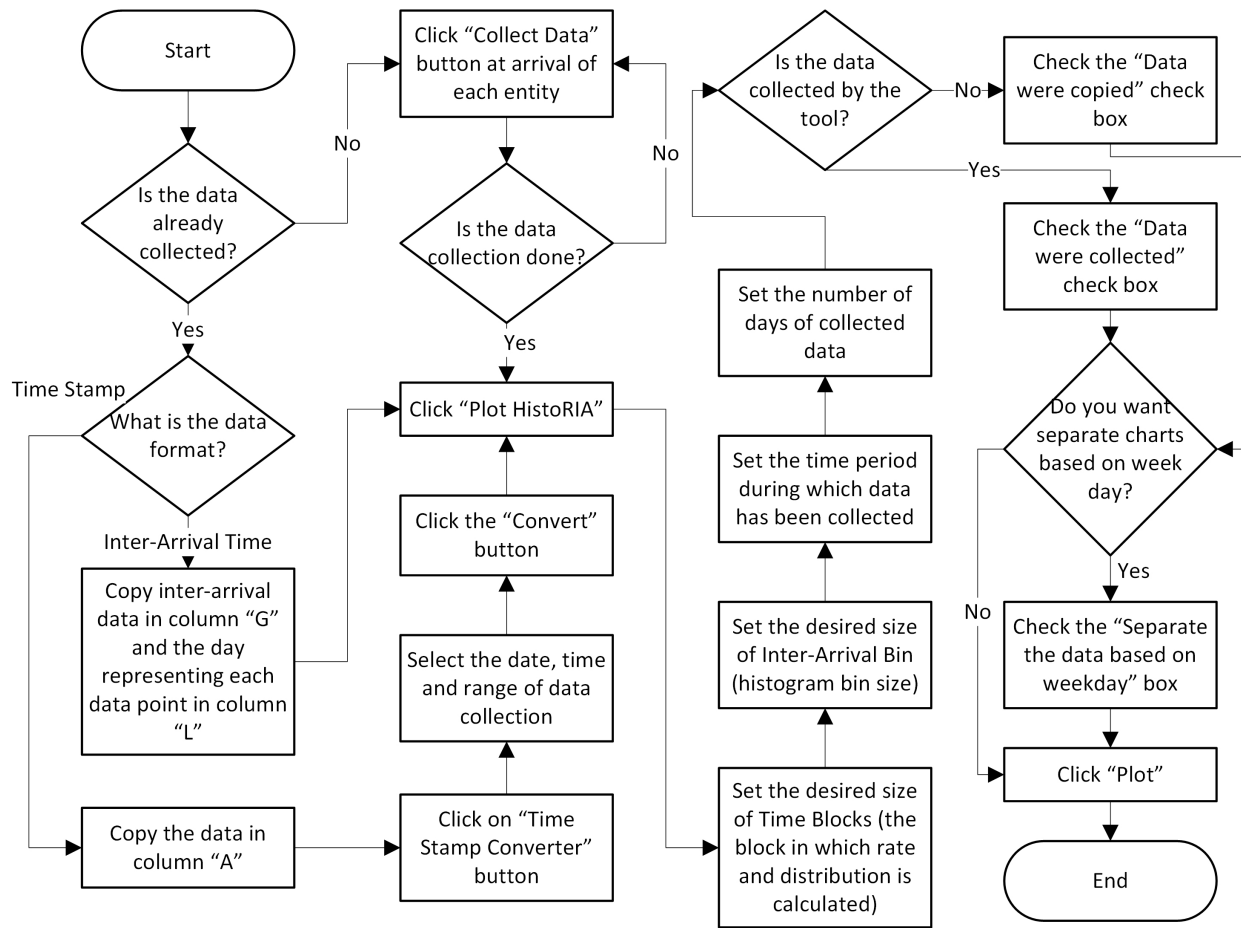 Start
Is the data
already
collected?
No
Yes
Time Stamp
What is the data
format?
Inter-Arrival Time
Copy inter-arrival
data in column “G”
and the day
representing each
data point in column
“L”
Copy the data in
column “A”
Click “Collect Data”
button at arrival of
each entity
No
Is the data
collection done?
Yes
Click “Plot HistoRIA”
Click the “Convert”
button
Select the date, time
and range of data
collection
Click on “Time
Stamp Converter”
button
Is the data
collected by the
tool?
No
Yes
Set the number of
days of collected
data
Set the time period
during which data
has been collected
Set the desired size
of Inter-Arrival Bin
(histogram bin size)
Set the desired size
of Time Blocks (the
block in which rate
and distribution is
calculated)
Check the “Data
were copied” check
box
Check the “Data
were collected”
check box
Do you want
separate charts
based on week
day?
Yes
No
Check the “Separate
the data based on
weekday” box
Click “Plot”
End